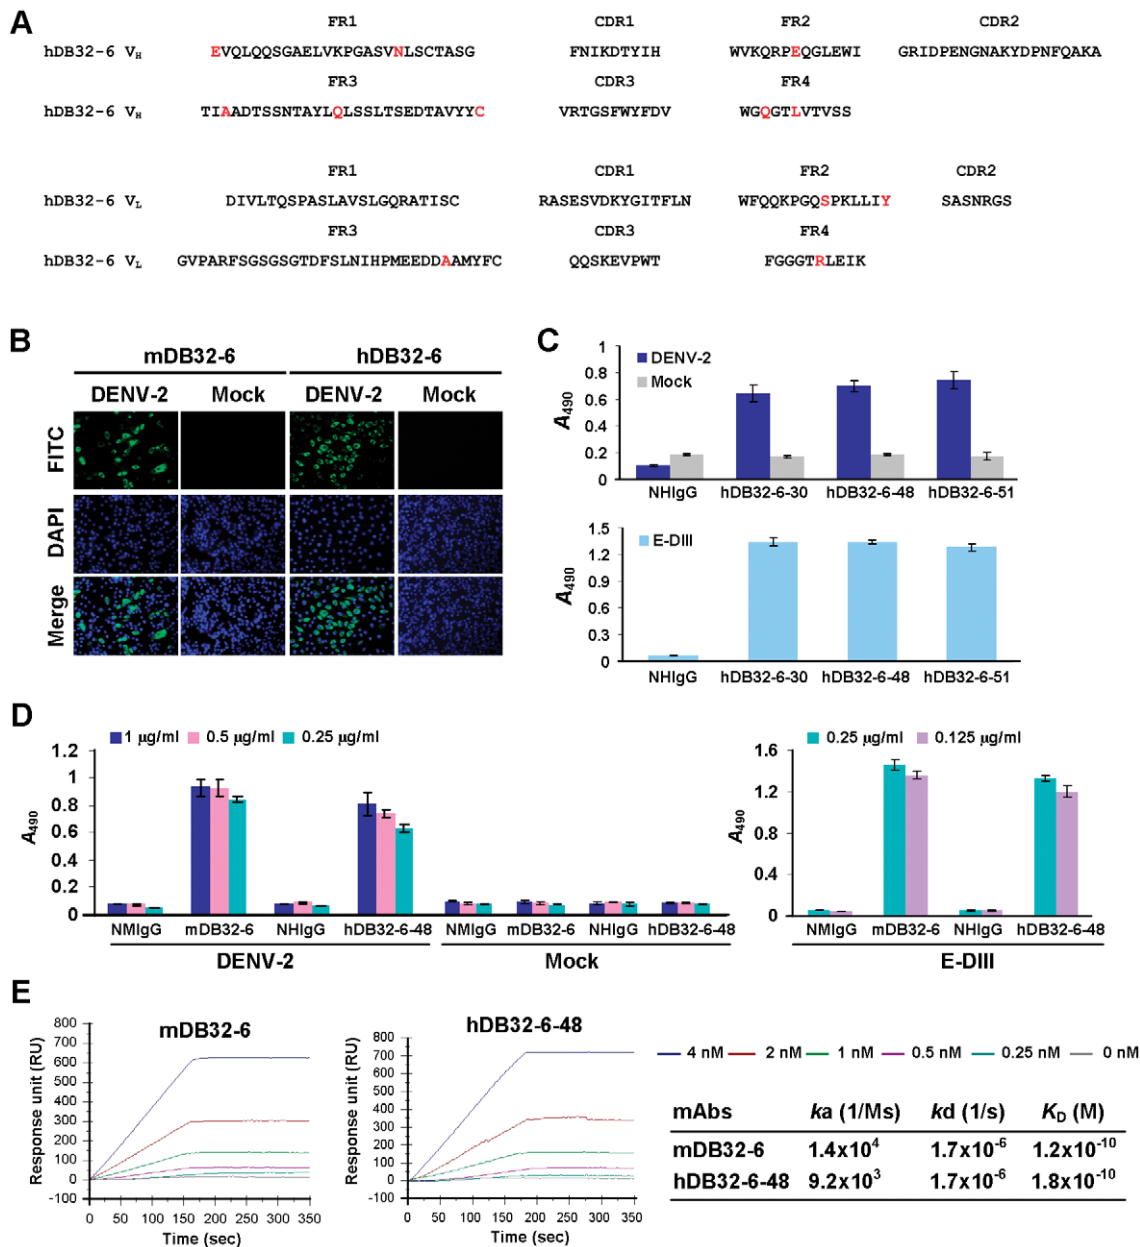 A
FR1 CDR1 FR2 CDR2
hDB32-6 VH EVQLQQSGAELVKPGASVNLSCTASG FNIKDTYIH WVKQRPEQGLEWI GRIDPENGNAKYDPNFQAKA
FR3 CDR3 FR4
hDB32-6 VH TIAADTSSNTAYLQLSSLTSEDTAVYYC VRTGSFWYFDV WGQGTLVTVSS
FR1 CDR1 FR2 CDR2
hDB32-6 VL DIVLTQSPASLAVSLGQRATISC RASESVDKYGITFLN WFQQKPGQSPKLLIY SASNRGS
FR3 CDR3 FR4
hDB32-6 VL GVPARFSGSGSGTDFSLNIHPMEEDDAAMYFC QQSKEVPWT FGGGTRLEIK
B
mDB32-6 hDB32-6
DENV-2 Mock DENV-2 Mock
FITC
DAPI
Merge
C
DENV-2
Mock
A490
1
0.8
0.6
0.4
0.2
0
NHIgG hDB32-6-30 hDB32-6-48 hDB32-6-51
E-DIII
A490
1.5
1.2
0.9
0.6
0.3
0
NHIgG hDB32-6-30 hDB32-6-48 hDB32-6-51
D
1 µg/ml 0.5 µg/ml 0.25 µg/ml
A490
1.2
1
0.8
0.6
0.4
0.2
0
NMIgG mDB32-6 NHIgG hDB32-6-48 NMIgG mDB32-6 NHIgG hDB32-6-48
DENV-2 Mock
0.25 µg/ml 0.125 µg/ml
A490
1.6
1.2
0.8
0.4
0
NMIgG mDB32-6 NHIgG hDB32-6-48
E-DIII
E
mDB32-6
Response unit (RU)
800
700
600
500
400
300
200
100
0
-100
0 50 100 150 200 250 300 350
Time (sec)
hDB32-6-48
Response unit (RU)
800
700
600
500
400
300
200
100
0
-100
0 50 100 150 200 250 300 350
Time (sec)
4 nM 2 nM 1 nM 0.5 nM 0.25 nM 0 nM
mAbs ka (1/Ms) kd (1/s) KD (M)
mDB32-6 1.4x10⁴ 1.7x10⁻⁶ 1.2x10⁻¹⁰
hDB32-6-48 9.2x10³ 1.7x10⁻⁶ 1.8x10⁻¹⁰